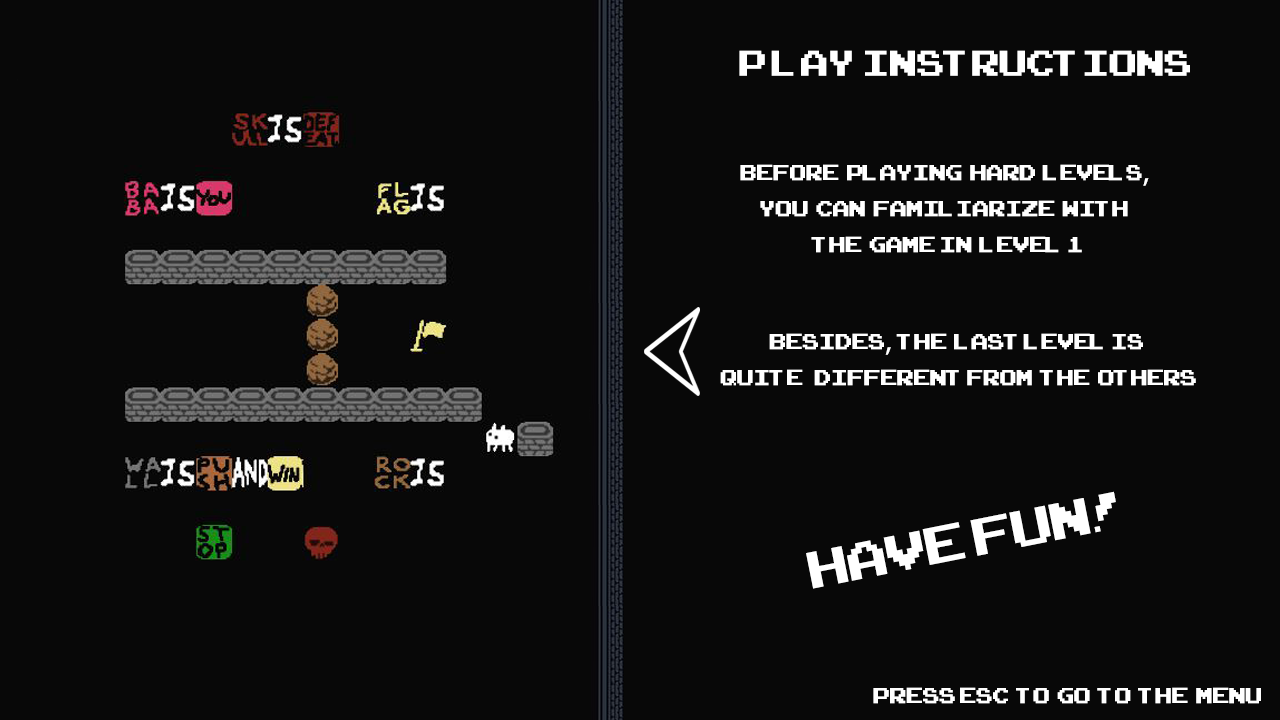 PLAY INSTRUCTIONS
SKULL IS DEFEAT
BABA IS YOU
FLAG IS
BEFORE PLAYING HARD LEVELS,
YOU CAN FAMILIARIZE WITH
THE GAME IN LEVEL 1
BESIDES, THE LAST LEVEL IS
QUITE DIFFERENT FROM THE OTHERS
WALL IS PUSH AND WIN
ROCK IS
STOP
HAVE FUN!
PRESS ESC TO GO TO THE MENU